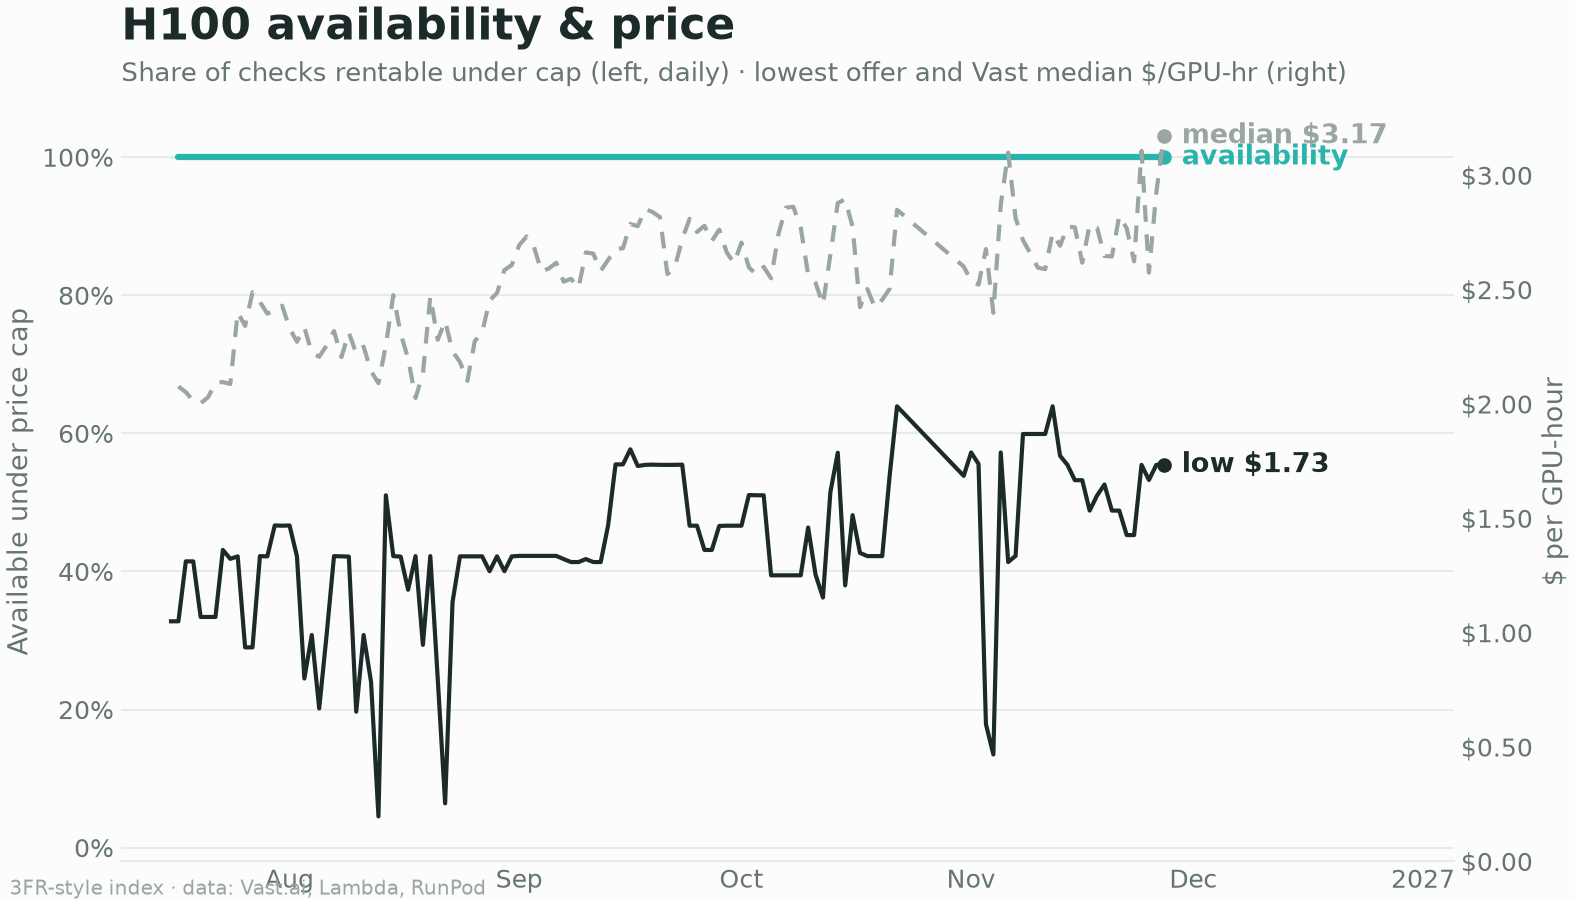 H100 availability & price
Share of checks rentable under cap (left, daily) · lowest offer and Vast median $/GPU-hr (right)
median $3.17
availability
low $1.73
Available under price cap
100%
80%
60%
40%
20%
0%
$3.00
$2.50
$2.00
$1.50
$1.00
$0.50
$0.00
$ per GPU-hour
Aug Sep Oct Nov Dec 2027
3FR-style index · data: Vast.ai, Lambda, RunPod